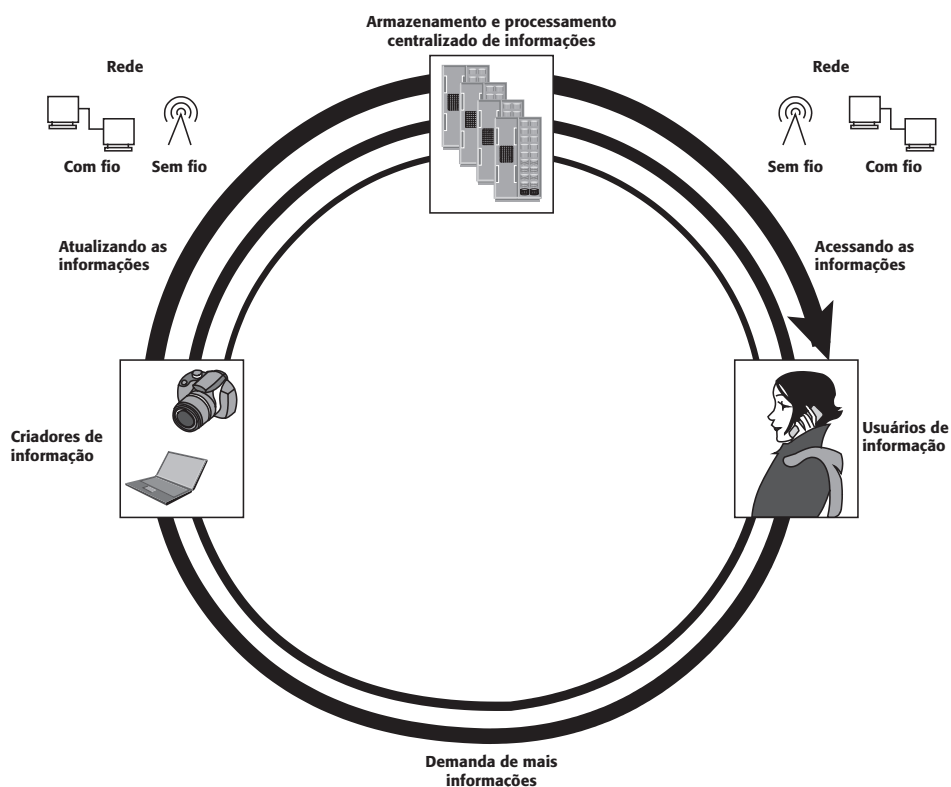 Armazenamento e processamento
centralizado de informações
Rede
Com fio
Sem fio
Rede
Sem fio
Com fio
Atualizando as
informações
Acessando as
informações
Criadores de
informação
Usuários de
informação
Demanda de mais
informações